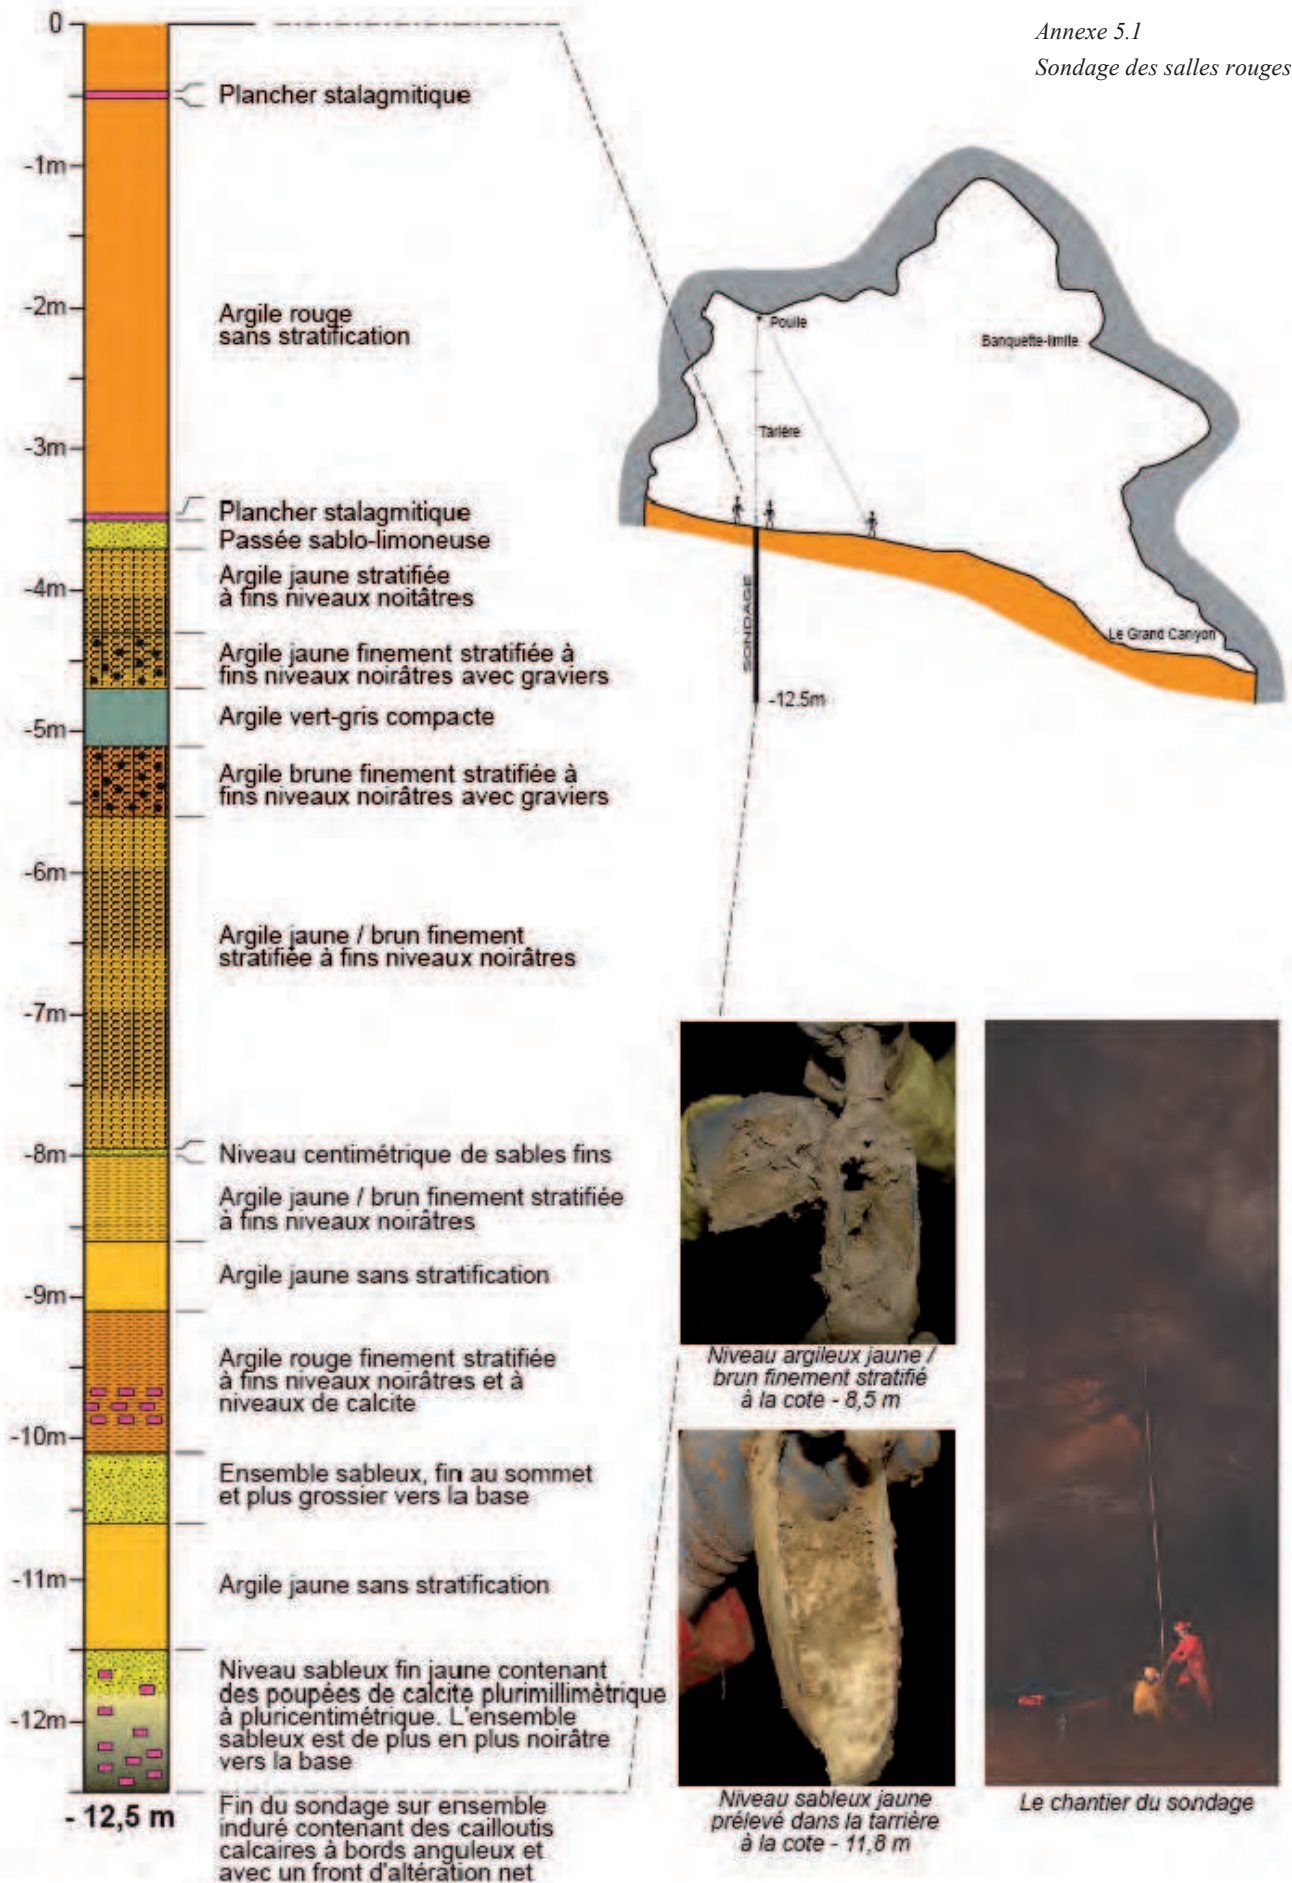 Annexe 5.1
Sondage des salles rouges
0
-1m
-2m
-3m
-4m
-5m
-6m
-7m
-8m
-9m
-10m
-11m
-12m
- 12,5 m
Plancher stalagmitique
Argile rouge
sans stratification
Plancher stalagmitique
Passée sablo-limoneuse
Argile jaune stratifiée
à fins niveaux noitâtres
Argile jaune finement stratifiée à
fins niveaux noirâtres avec graviers
Argile vert-gris compacte
Argile brune finement stratifiée à
fins niveaux noirâtres avec graviers
Argile jaune / brun finement
stratifiée à fins niveaux noirâtres
Niveau centimétrique de sables fins
Argile jaune / brun finement stratifiée
à fins niveaux noirâtres
Argile jaune sans stratification
Argile rouge finement stratifiée
à fins niveaux noirâtres et à
niveaux de calcite
Ensemble sableux, fin au sommet
et plus grossier vers la base
Argile jaune sans stratification
Niveau sableux fin jaune contenant
des poupées de calcite plurimillimètrique
à pluricentimétrique. L'ensemble
sableux est de plus en plus noirâtre
vers la base
Fin du sondage sur ensemble
induré contenant des cailloutis
calcaires à bords anguleux et
avec un front d'altération net
Poulie
Banquette-limite
Tarière
SONDAGE
Le Grand Canyon
-12.5m
Niveau argileux jaune /
brun finement stratifié
à la cote - 8,5 m
Niveau sableux jaune
prélevé dans la tarrière
à la cote - 11,8 m
Le chantier du sondage